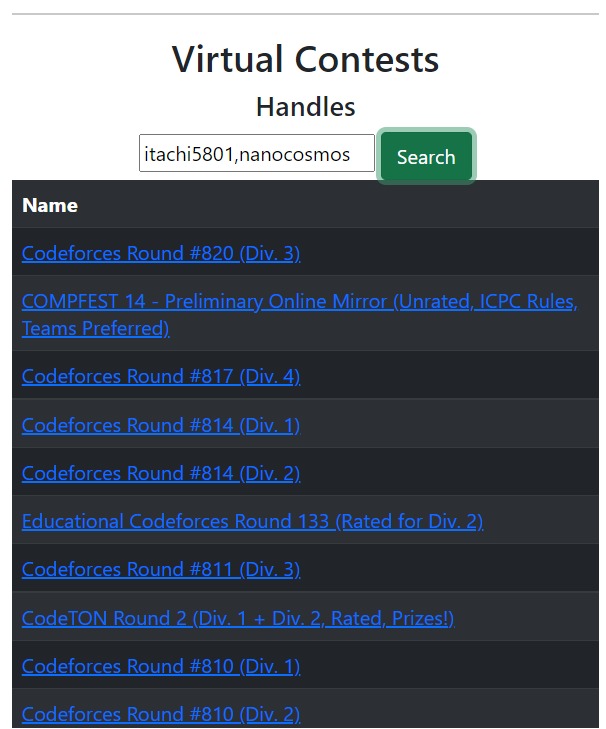 Virtual Contests
Handles
itachi5801,nanocosmos
Search
Name
Codeforces Round #820 (Div. 3)
COMPFEST 14 - Preliminary Online Mirror (Unrated, ICPC Rules,
Teams Preferred)
Codeforces Round #817 (Div. 4)
Codeforces Round #814 (Div. 1)
Codeforces Round #814 (Div. 2)
Educational Codeforces Round 133 (Rated for Div. 2)
Codeforces Round #811 (Div. 3)
CodeTON Round 2 (Div. 1 + Div. 2, Rated, Prizes!)
Codeforces Round #810 (Div. 1)
Codeforces Round #810 (Div. 2)